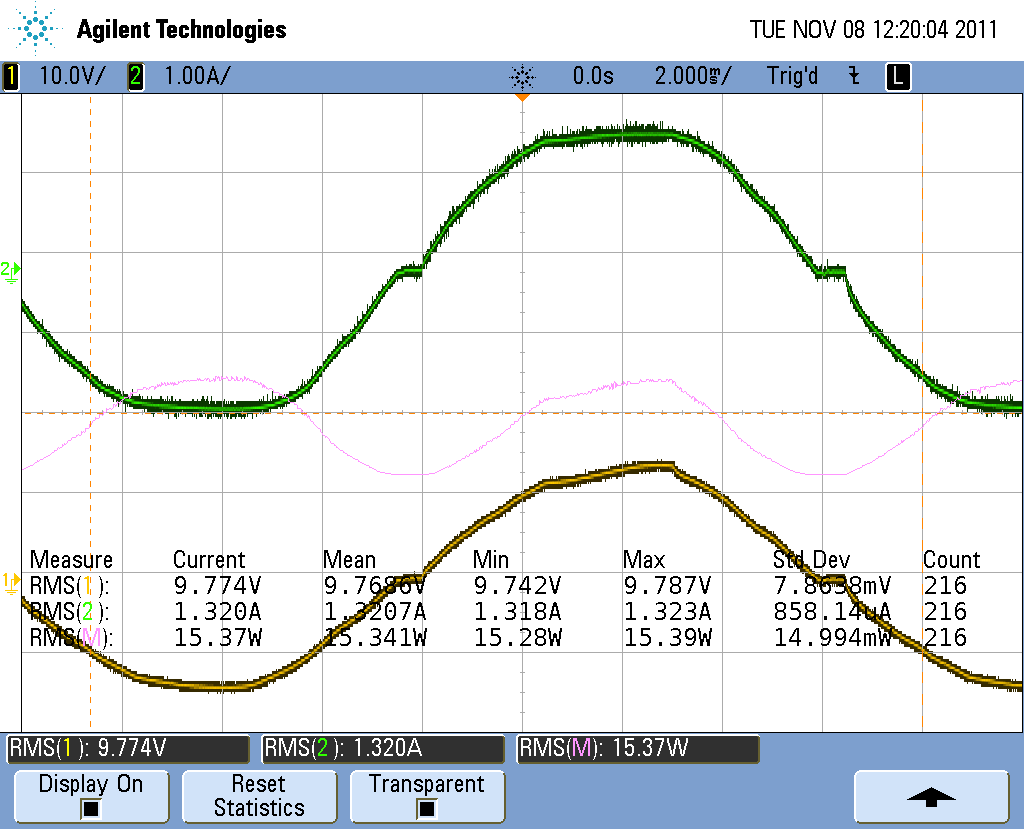 Agilent Technologies TUE NOV 08 12:20:04 2011
1 10.0V/ 2 1.00A/ 0.0s 2.000ms/ Trig'd L
2
1
Measure Current Mean Min Max Std Dev Count
RMS(1): 9.774V 9.7686V 9.742V 9.787V 7.8638mV 216
RMS(2): 1.320A 1.3207A 1.318A 1.323A 858.14uA 216
RMS(M): 15.37W 15.341W 15.28W 15.39W 14.994mW 216
RMS(1): 9.774V RMS(2): 1.320A RMS(M): 15.37W
Display On Reset Statistics Transparent